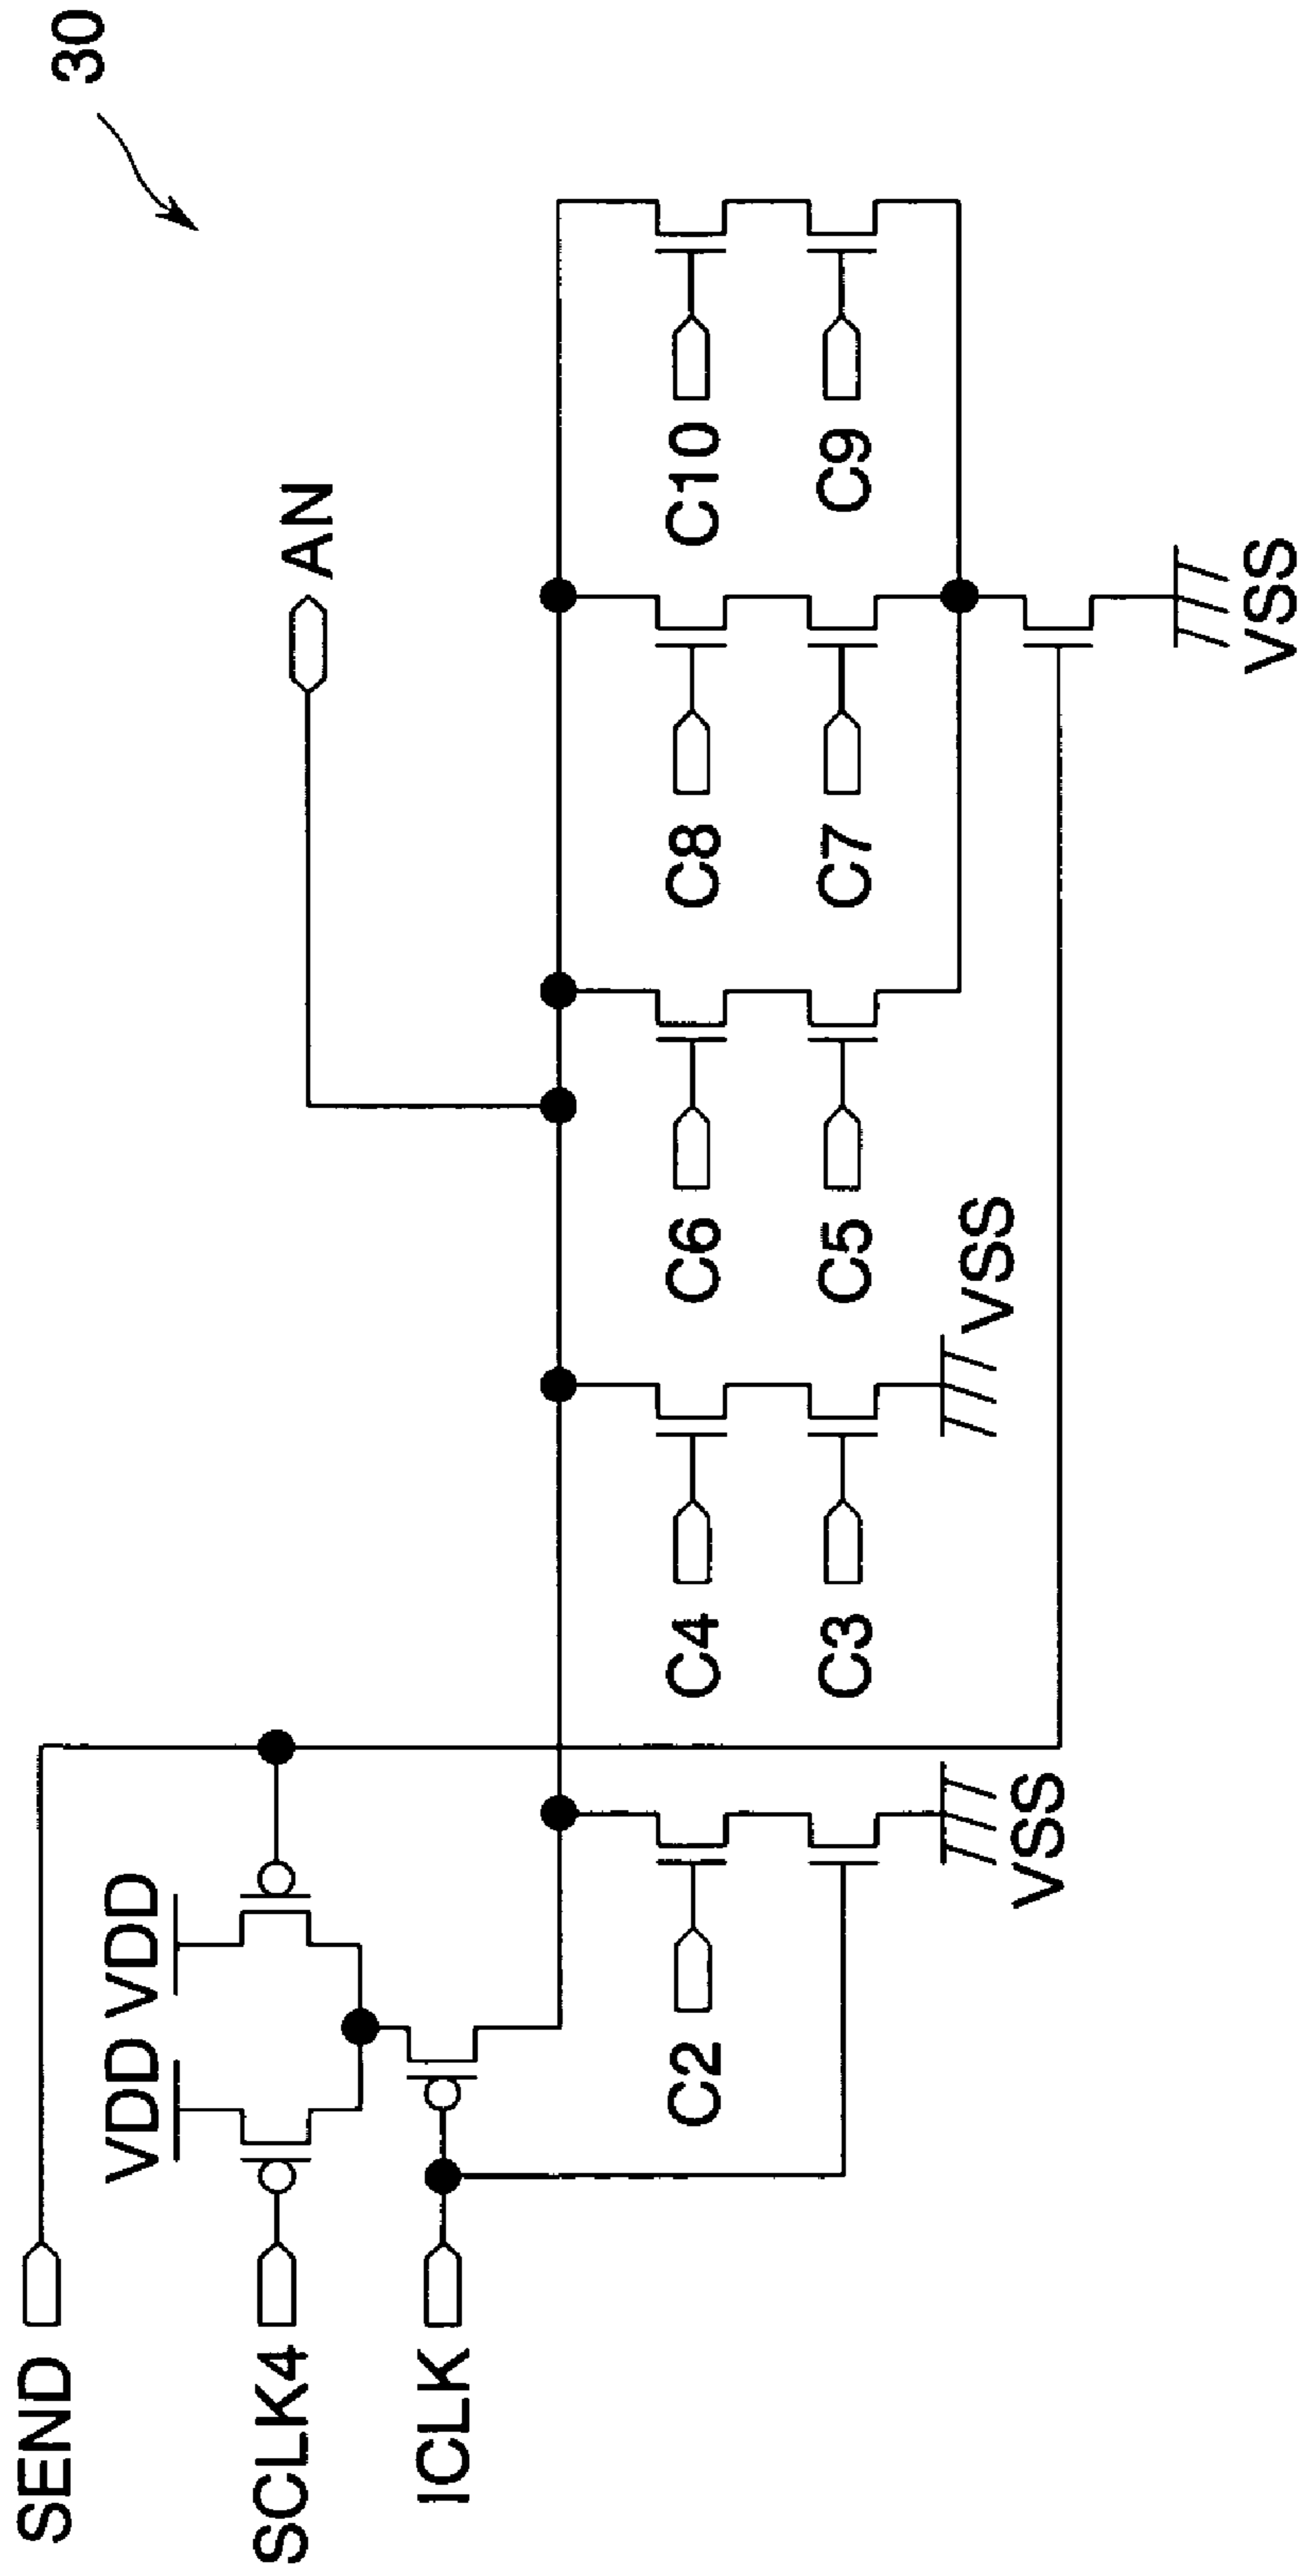 30
SEND
SCLK4
ICLK
VDD
VDD
AN
C2
C4
C3
C6
C5
C8
C7
C10
C9
VSS
VSS
VSS